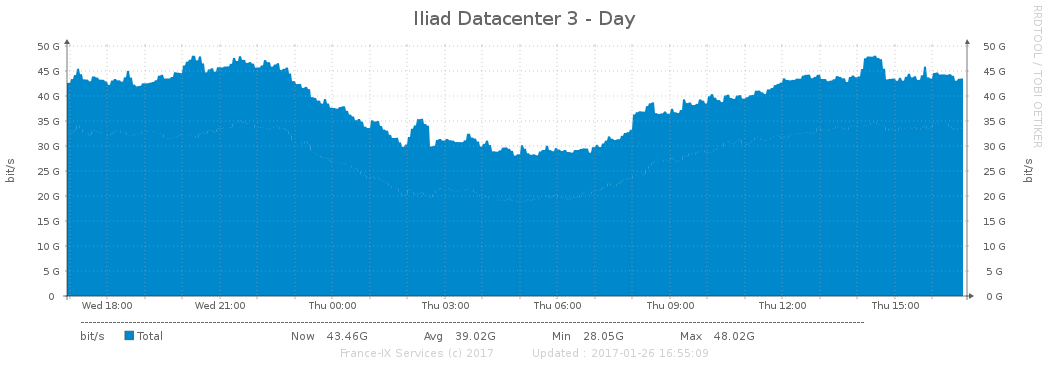 Iliad Datacenter 3 - Day
RRDTOOL / TOBI OETIKER
50 G 50 G
45 G 45 G
40 G 40 G
35 G 35 G
30 G 30 G
25 G 25 G
20 G 20 G
15 G 15 G
10 G 10 G
5 G 5 G
0 0 G
bit/s bit/s
Wed 18:00 Wed 21:00 Thu 00:00 Thu 03:00 Thu 06:00 Thu 09:00 Thu 12:00 Thu 15:00
bit/s Total Now 43.46G Avg 39.02G Min 28.05G Max 48.02G
France-IX Services (c) 2017 Updated : 2017-01-26 16:55:09